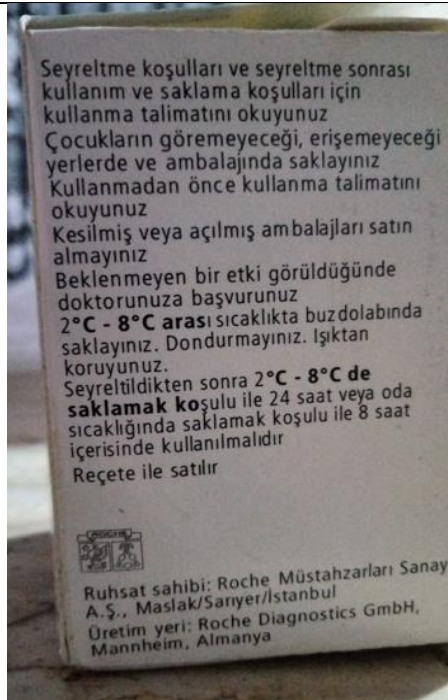 Seyreltme koşulları ve seyreltme sonrası
kullanım ve saklama koşulları için
kullanma talimatını okuyunuz
Çocukların göremeyeceği, erişemeyeceği
yerlerde ve ambalajında saklayınız
Kullanmadan önce kullanma talimatını
okuyunuz
Kesilmiş veya açılmış ambalajları satın
almayınız
Beklenmeyen bir etki görüldüğünde
doktorunuza başvurunuz
2°C - 8°C arası sıcaklıkta buzdolabında
saklayınız. Dondurmayınız. Işıktan
koruyunuz.
Seyreltildikten sonra 2°C - 8°C de
saklamak koşulu ile 24 saat veya oda
sıcaklığında saklamak koşulu ile 8 saat
içerisinde kullanılmalıdır
Reçete ile satılır
ROCHE
Ruhsat sahibi: Roche Müstahzarları Sanay
A.Ş., Maslak/Sarıyer/İstanbul
Üretim yeri: Roche Diagnostics GmbH,
Mannheim, Almanya